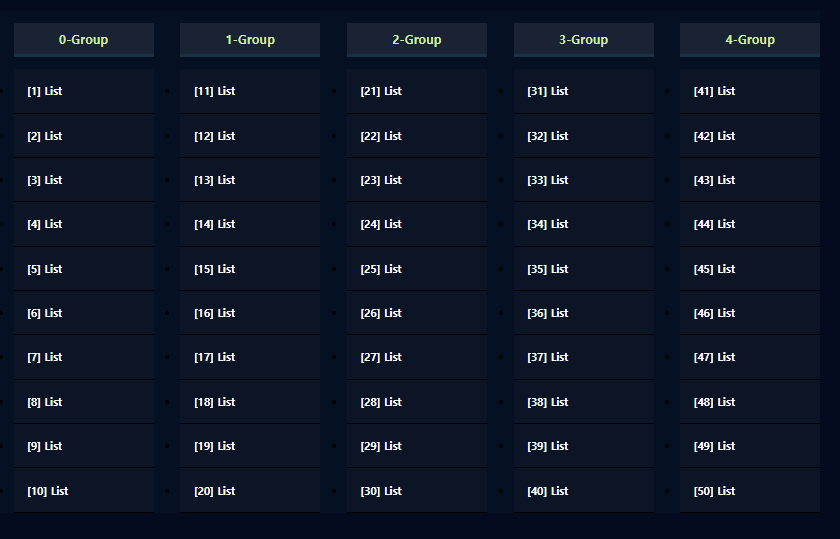 0-Group
[1] List
[2] List
[3] List
[4] List
[5] List
[6] List
[7] List
[8] List
[9] List
[10] List
1-Group
[11] List
[12] List
[13] List
[14] List
[15] List
[16] List
[17] List
[18] List
[19] List
[20] List
2-Group
[21] List
[22] List
[23] List
[24] List
[25] List
[26] List
[27] List
[28] List
[29] List
[30] List
3-Group
[31] List
[32] List
[33] List
[34] List
[35] List
[36] List
[37] List
[38] List
[39] List
[40] List
4-Group
[41] List
[42] List
[43] List
[44] List
[45] List
[46] List
[47] List
[48] List
[49] List
[50] List